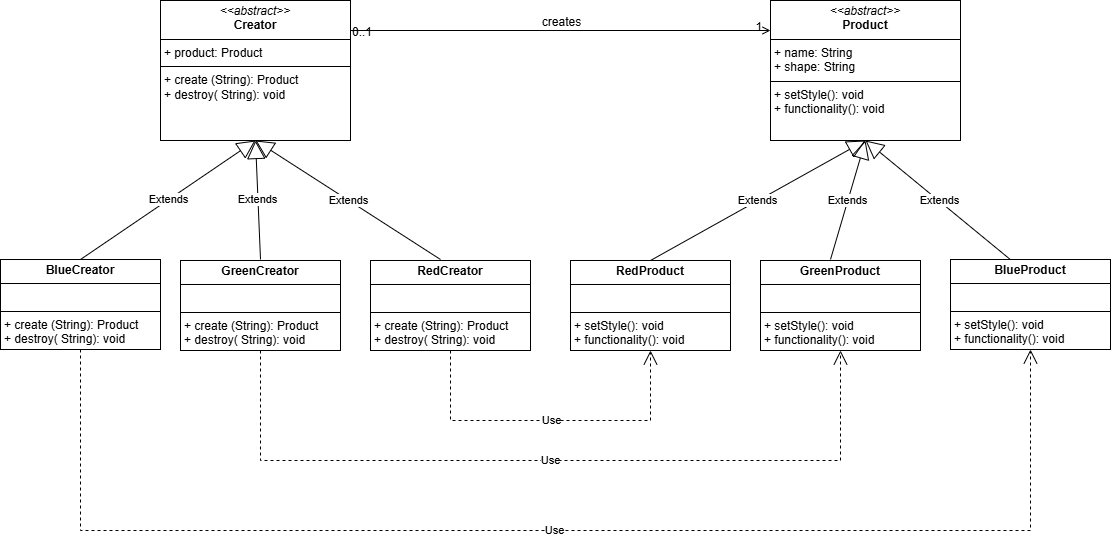 <<abstract>>
Creator
+ product: Product
+ create (String): Product
+ destroy( String): void
0..1
creates
1
<<abstract>>
Product
+ name: String
+ shape: String
+ setStyle(): void
+ functionality(): void
Extends
Extends
Extends
Extends
Extends
Extends
BlueCreator
+ create (String): Product
+ destroy( String): void
GreenCreator
+ create (String): Product
+ destroy( String): void
RedCreator
+ create (String): Product
+ destroy( String): void
RedProduct
+ setStyle(): void
+ functionality(): void
GreenProduct
+ setStyle(): void
+ functionality(): void
BlueProduct
+ setStyle(): void
+ functionality(): void
Use
Use
Use